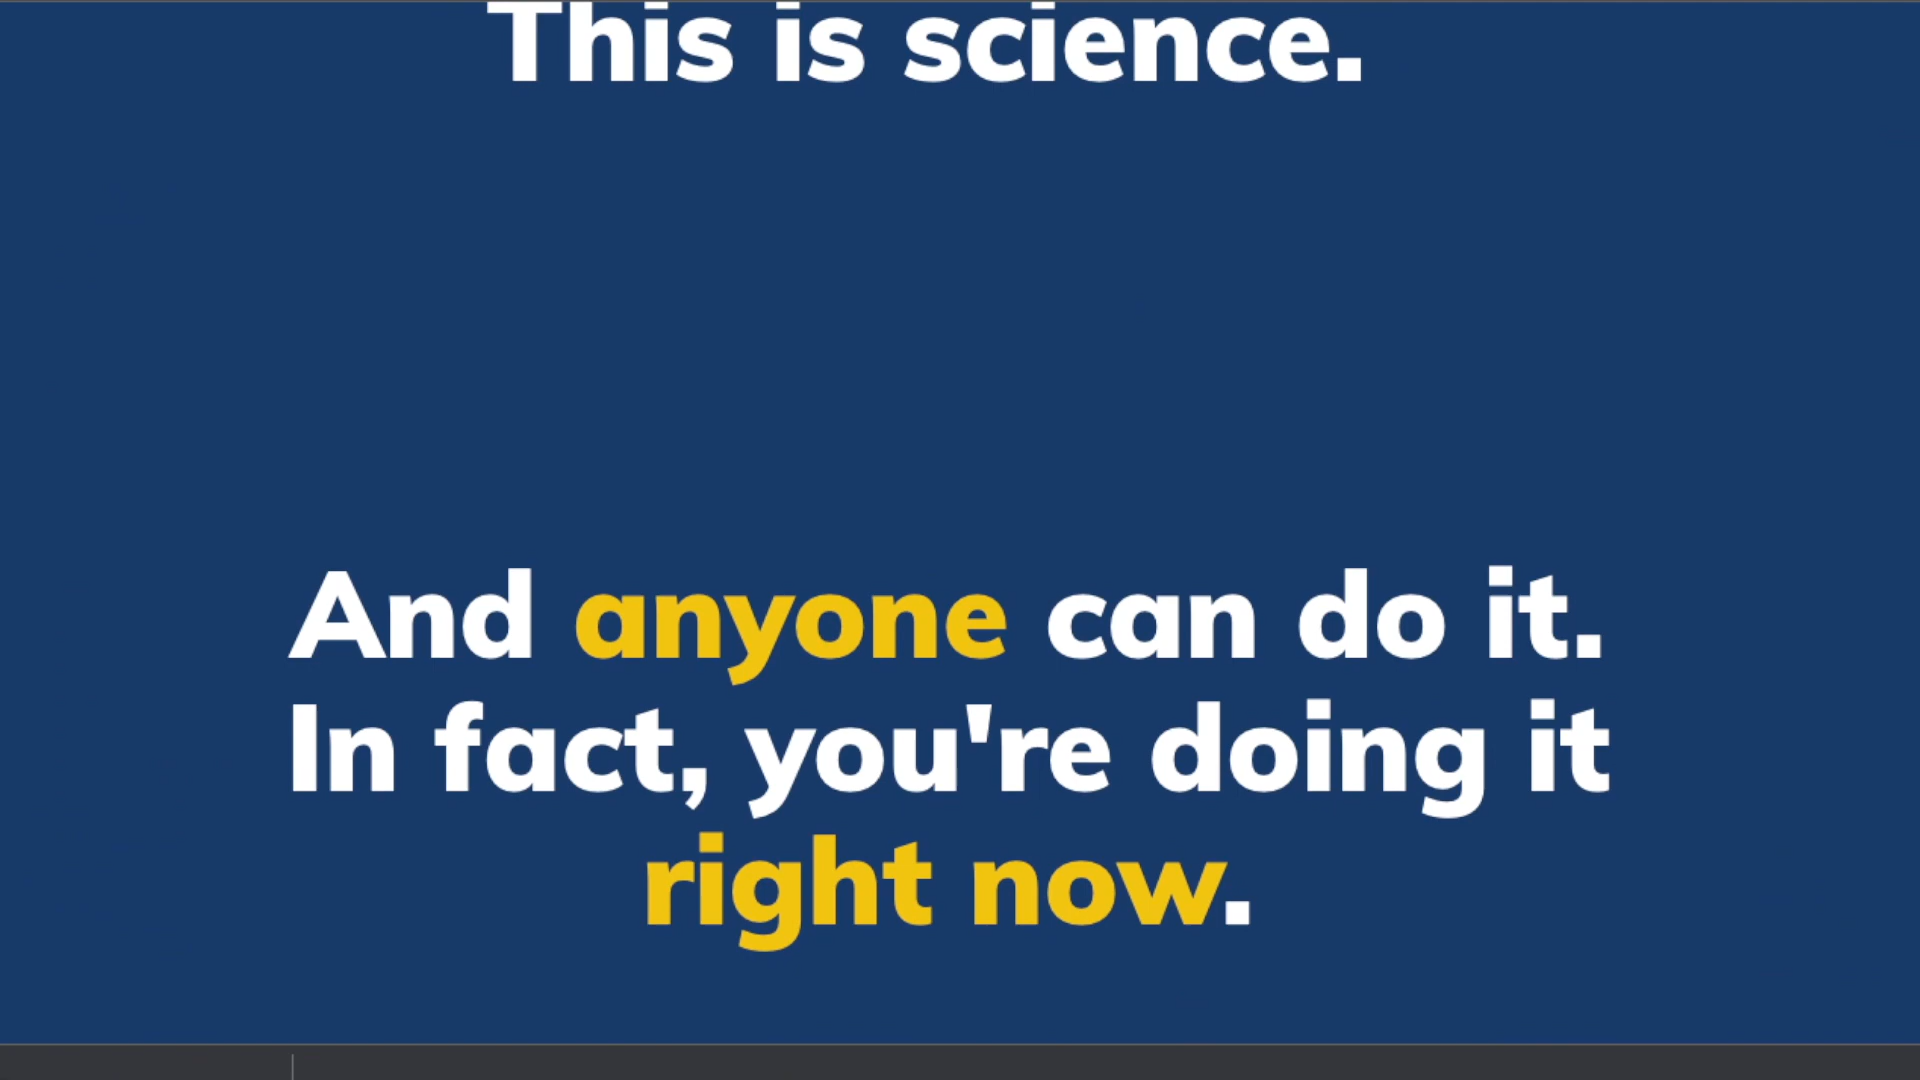 This is science.
And anyone can do it.
In fact, you're doing it
right now.